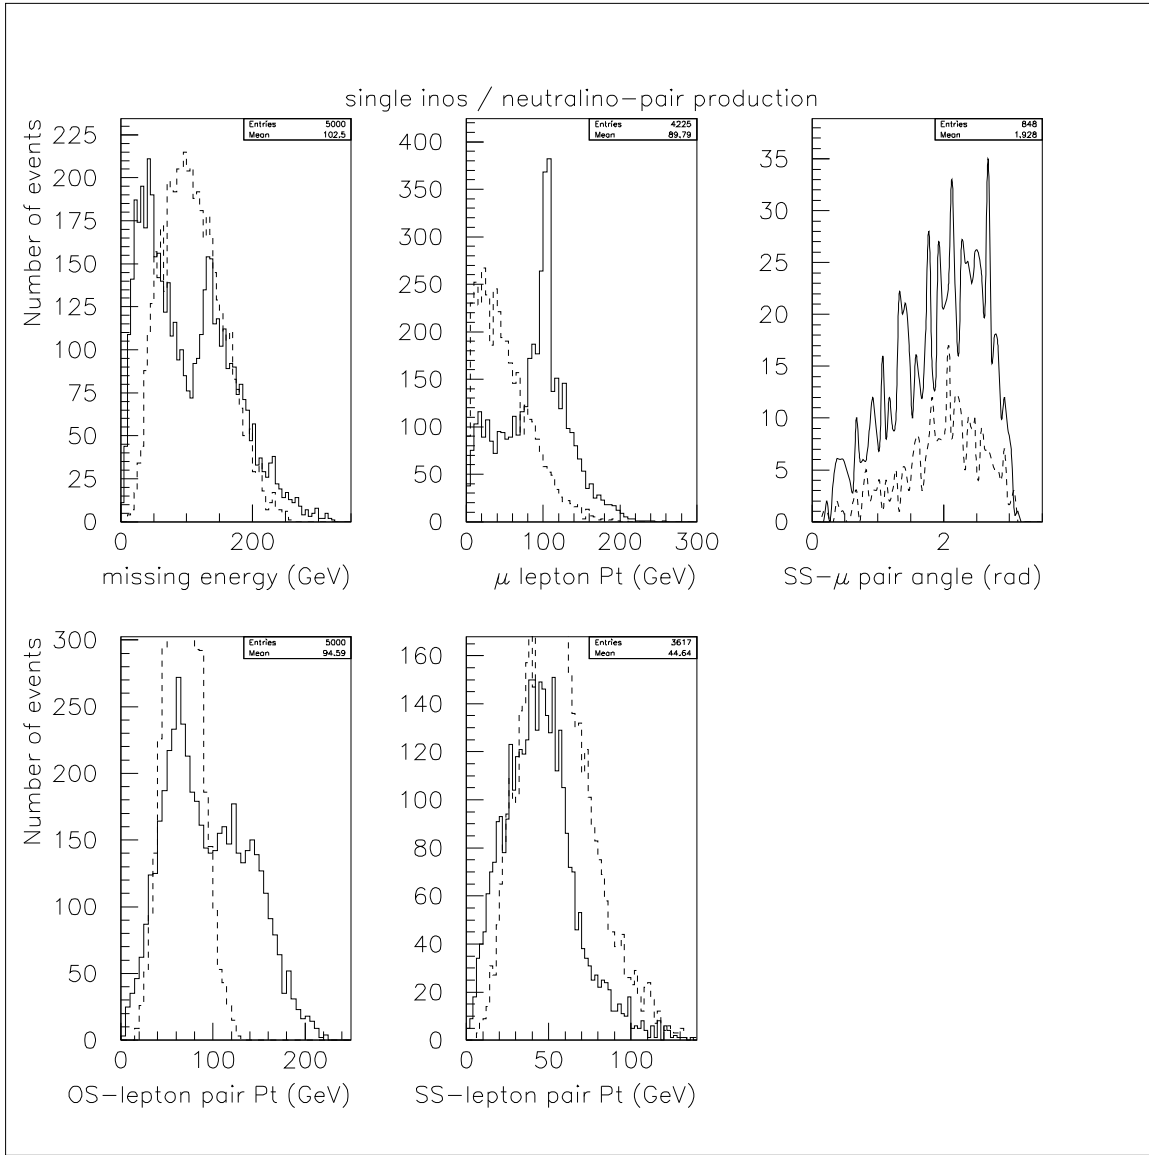 single inos / neutralino-pair production
Number of events
225
200
175
150
125
100
75
50
25
0
Entries 5000
Mean 102.5
0 200
missing energy (GeV)
400
350
300
250
200
150
100
50
0
Entries 4225
Mean 89.79
0 100 200 300
μ lepton Pt (GeV)
35
30
25
20
15
10
5
0
Entries 848
Mean 1.928
0 2
SS-μ pair angle (rad)
Number of events
300
250
200
150
100
50
0
Entries 5000
Mean 94.59
0 100 200
OS-lepton pair Pt (GeV)
160
140
120
100
80
60
40
20
0
Entries 3617
Mean 44.64
0 50 100
SS-lepton pair Pt (GeV)